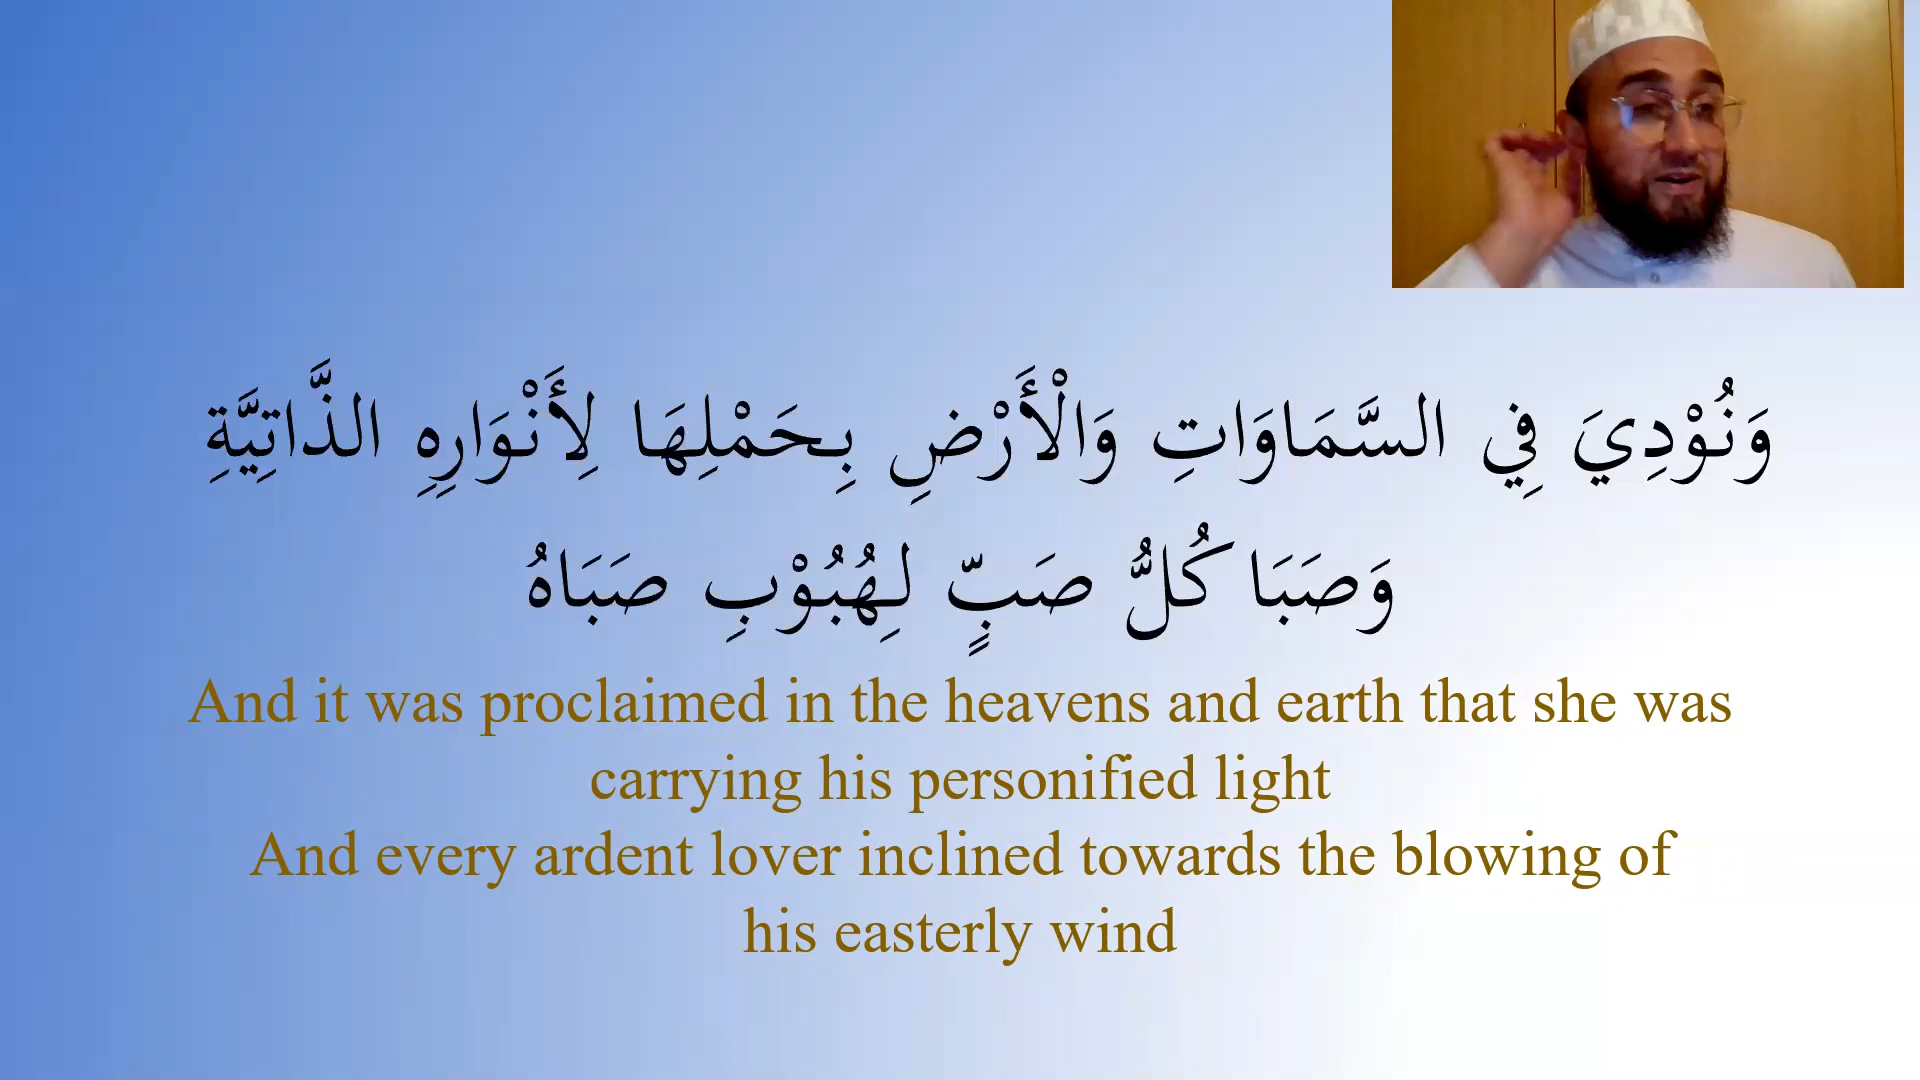 وَنُوْدِيَ فِي السَّمَاوَاتِ وَالْأَرْضِ بِحَمْلِهَا لِأَنْوَارِهِ الذَّاتِيَّةِ
وَصَبَا كُلُّ صَبٍّ لِهُبُوْبِ صَبَاهُ
And it was proclaimed in the heavens and earth that she was
carrying his personified light
And every ardent lover inclined towards the blowing of
his easterly wind